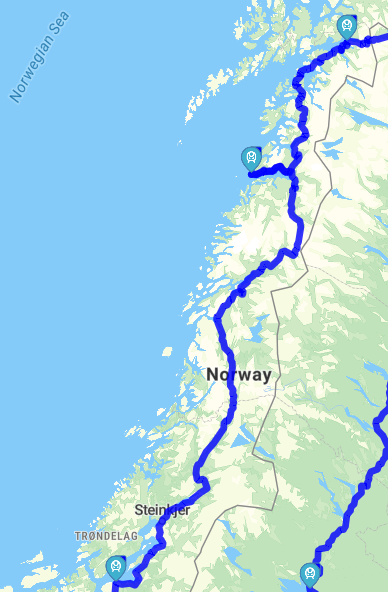 Norwegian Sea
Norway
Steinkjer
TRØNDELAG